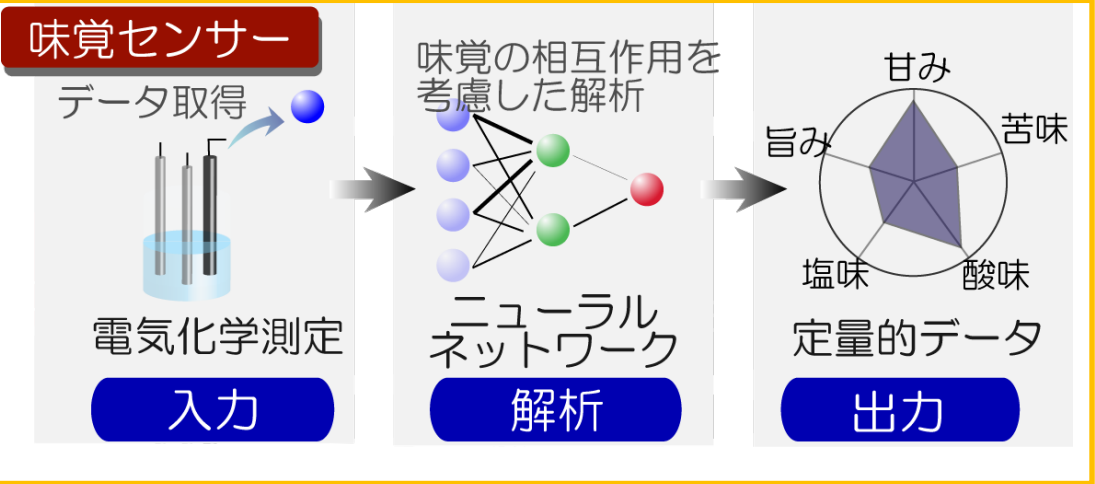 味覚センサー
データ取得
電気化学測定
入力
味覚の相互作用を
考慮した解析
ニューラル
ネットワーク
解析
甘み
苦味
旨み
塩味
酸味
定量的データ
出力